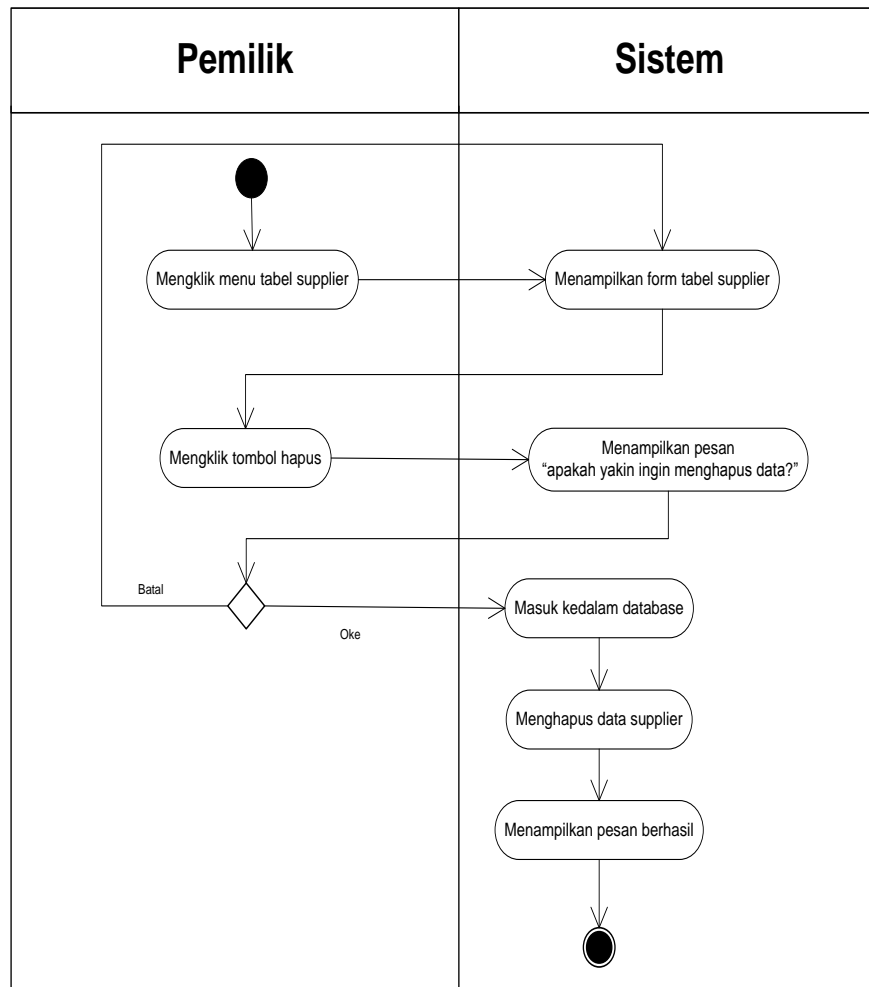 Pemilik
Sistem
Mengklik menu tabel supplier
Menampilkan form tabel supplier
Mengklik tombol hapus
Menampilkan pesan
“apakah yakin ingin menghapus data?”
Batal
Oke
Masuk kedalam database
Menghapus data supplier
Menampilkan pesan berhasil